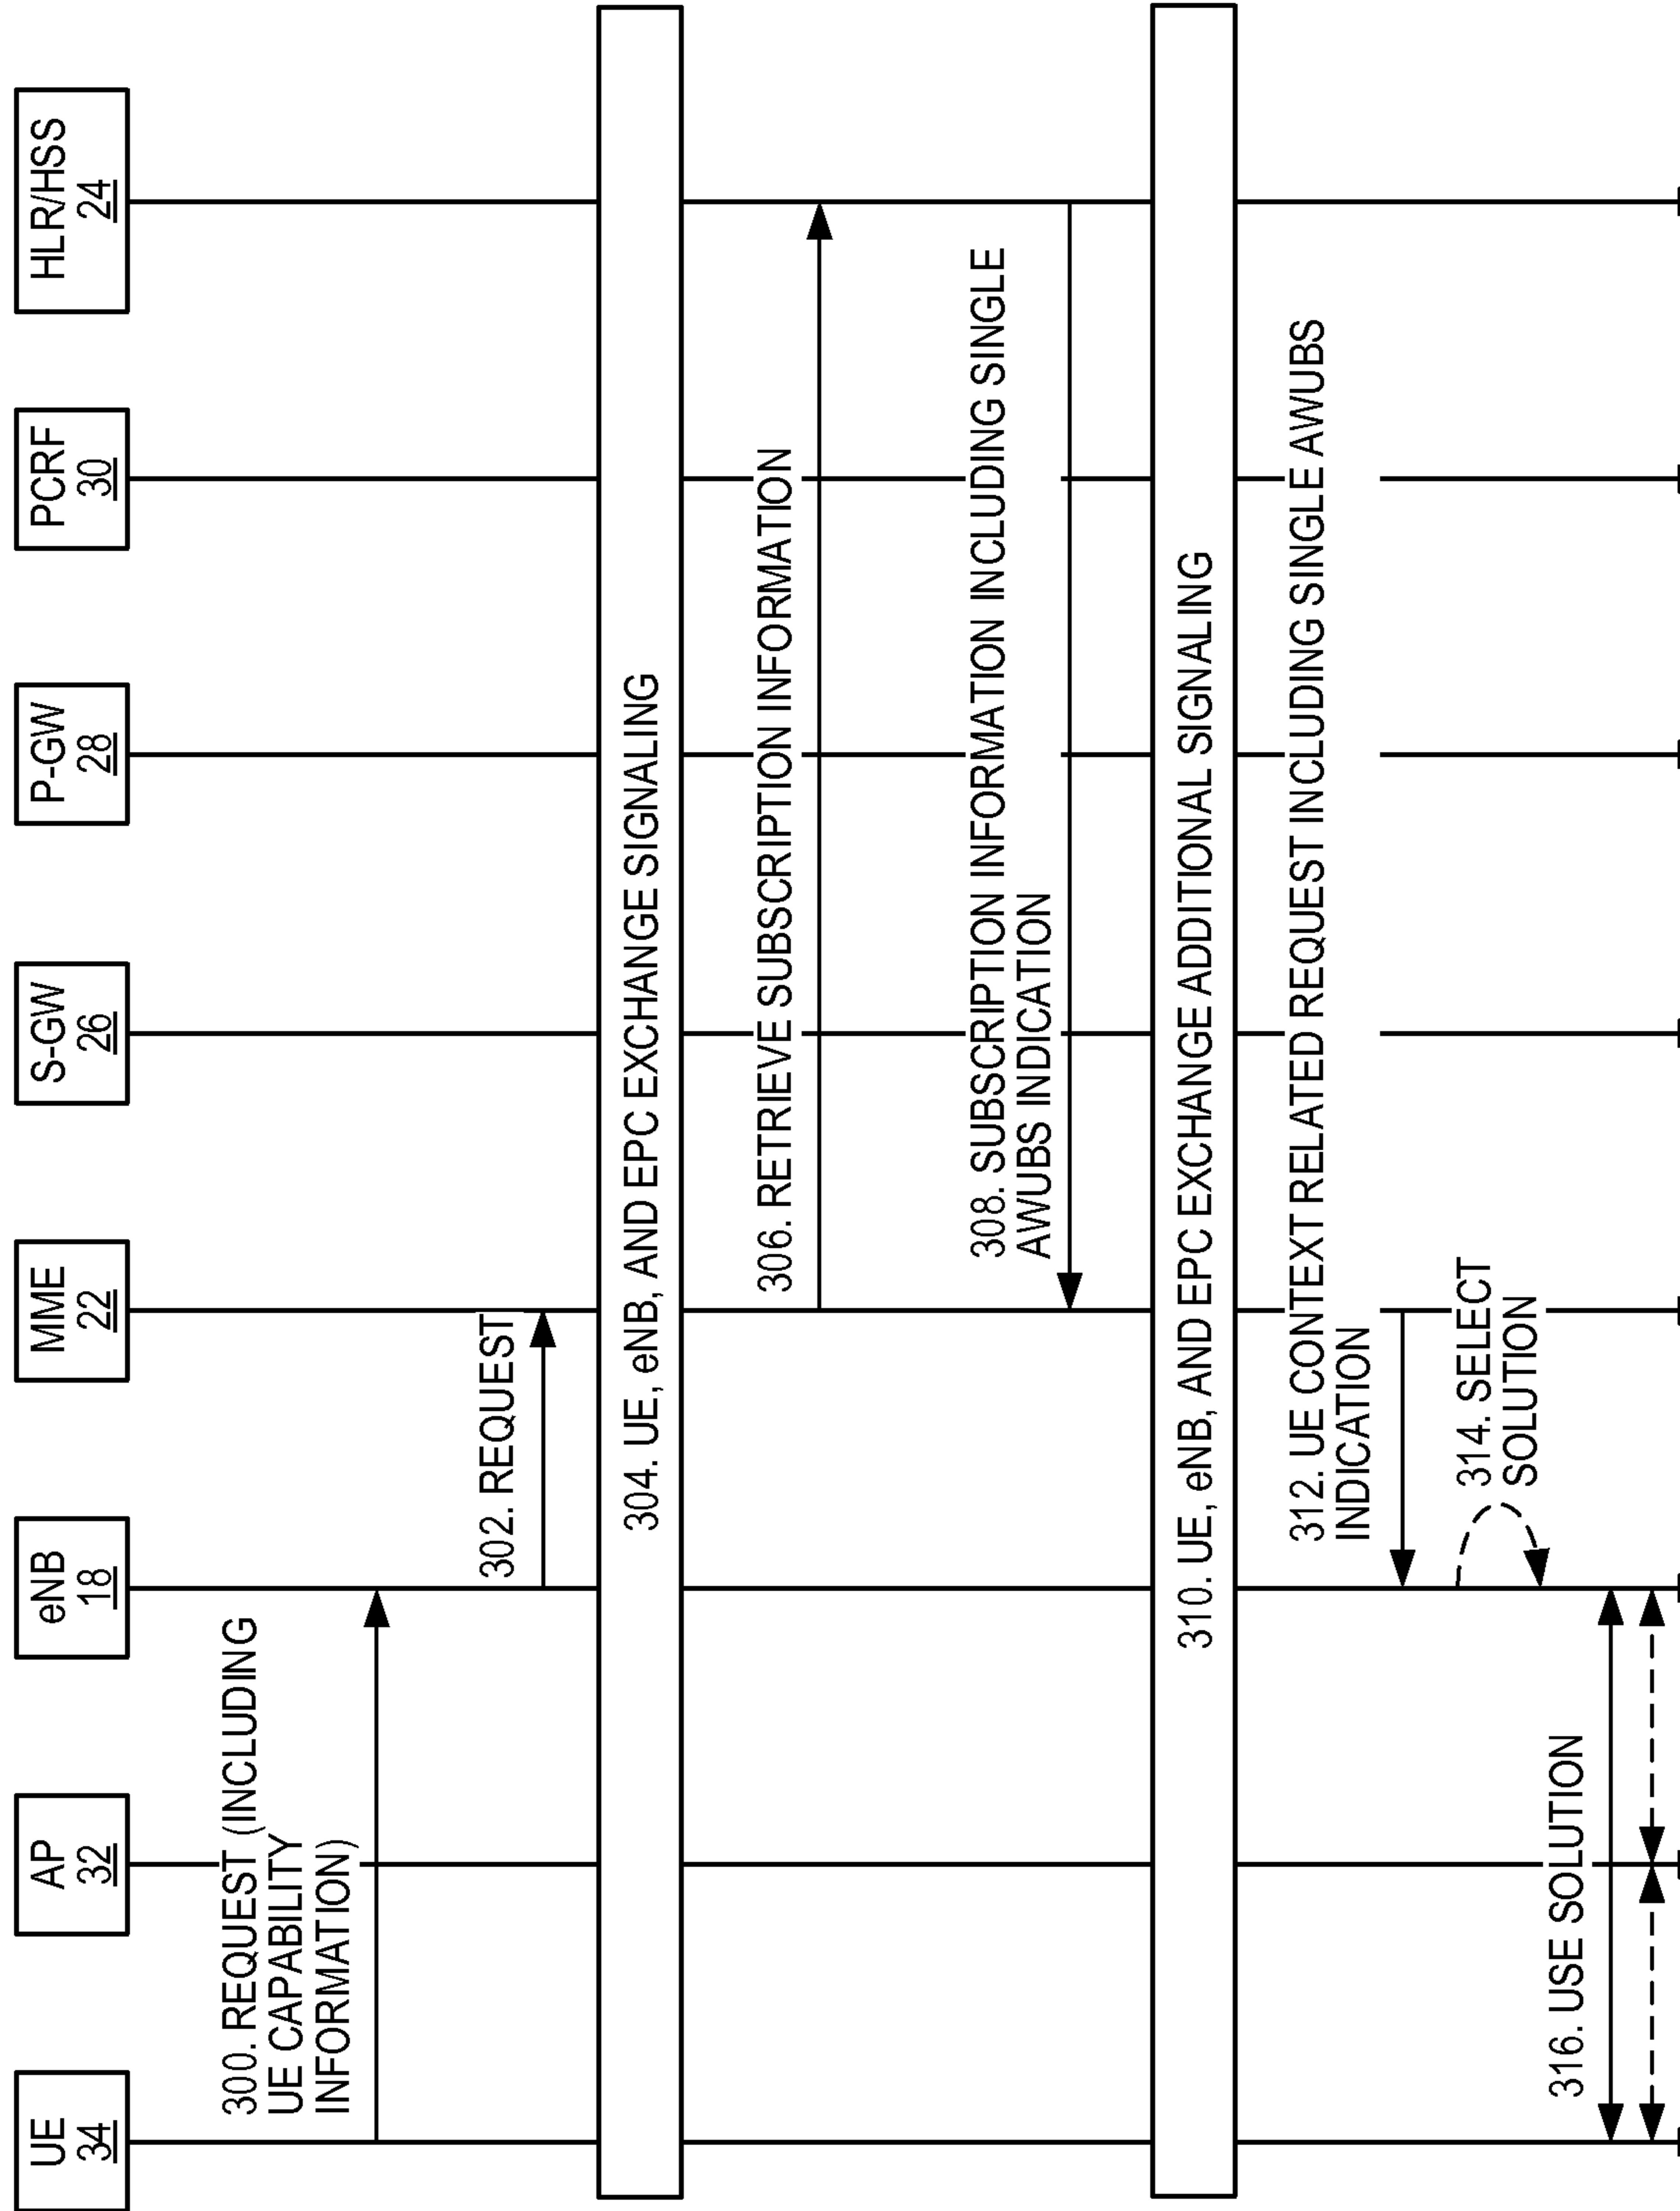 UE
34
AP
32
eNB
18
MME
22
S-GW
26
P-GW
28
PCRF
30
HLR/HSS
24
300. REQUEST (INCLUDING
UE CAPABILITY
INFORMATION)
302. REQUEST
304. UE, eNB, AND EPC EXCHANGE SIGNALING
306. RETRIEVE SUBSCRIPTION INFORMATION
308. SUBSCRIPTION INFORMATION INCLUDING SINGLE
AWUBS INDICATION
310. UE, eNB, AND EPC EXCHANGE ADDITIONAL SIGNALING
312. UE CONTEXT RELATED REQUEST INCLUDING SINGLE AWUBS
INDICATION
314. SELECT
SOLUTION
316. USE SOLUTION